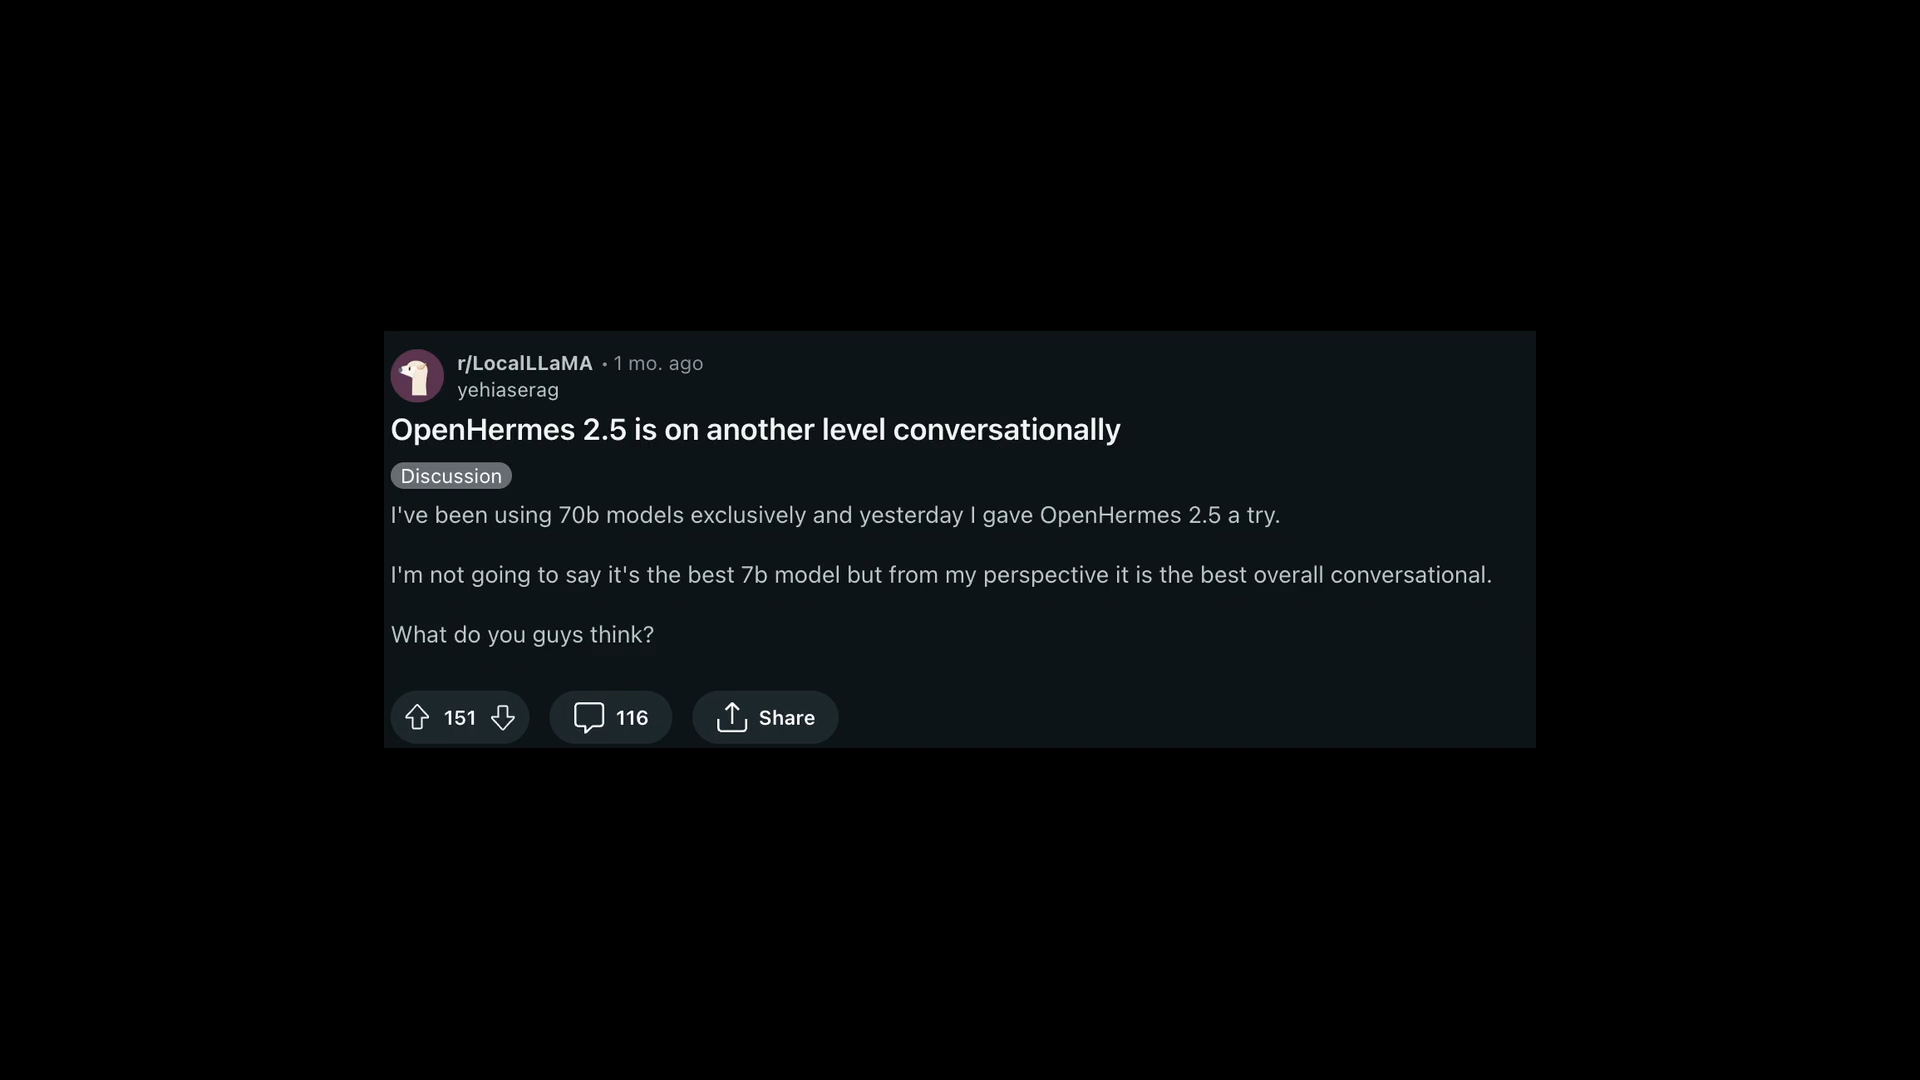 r/LocalLLaMA • 1 mo. ago
yehiaserag
OpenHermes 2.5 is on another level conversationally
Discussion
I've been using 70b models exclusively and yesterday I gave OpenHermes 2.5 a try.
I'm not going to say it's the best 7b model but from my perspective it is the best overall conversational.
What do you guys think?
151 116 Share